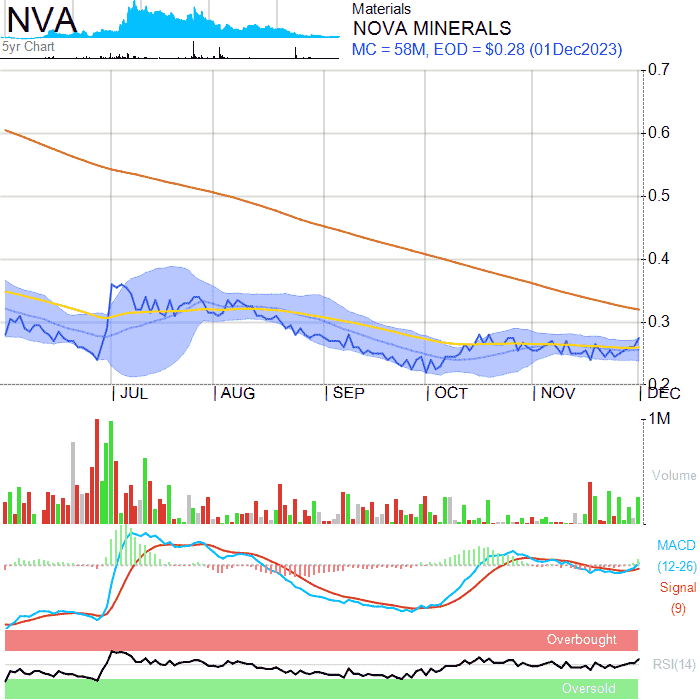 NVA
5yr Chart
Materials
NOVA MINERALS
MC = 58M, EOD = $0.28 (01Dec2023)
0.7
0.6
0.5
0.4
0.3
0.2
JUL AUG SEP OCT NOV DEC
1M
Volume
MACD
(12-26)
Signal
(9)
Overbought
RSI(14)
Oversold